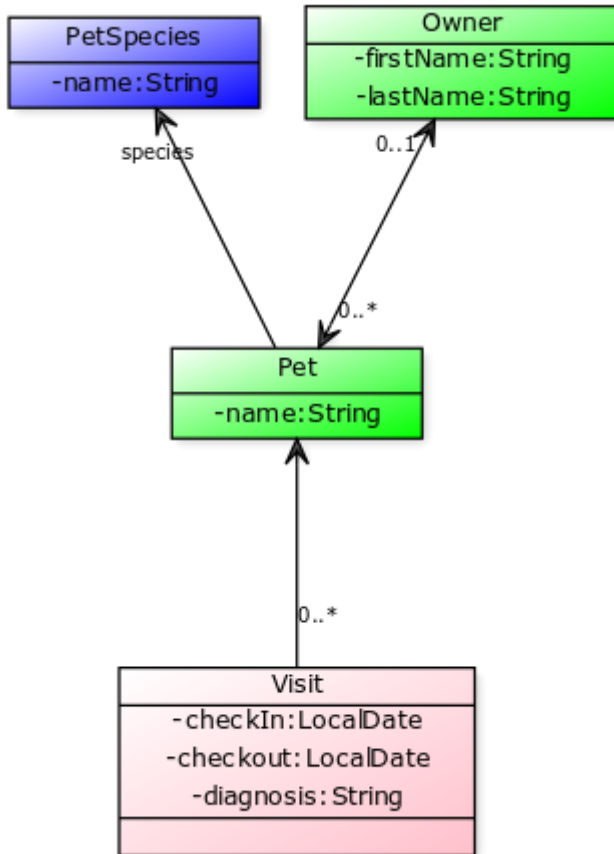 PetSpecies
-name:String
Owner
-firstName:String
-lastName:String
species
0..1
0..*
Pet
-name:String
0..*
Visit
-checkIn:LocalDate
-checkout:LocalDate
-diagnosis:String